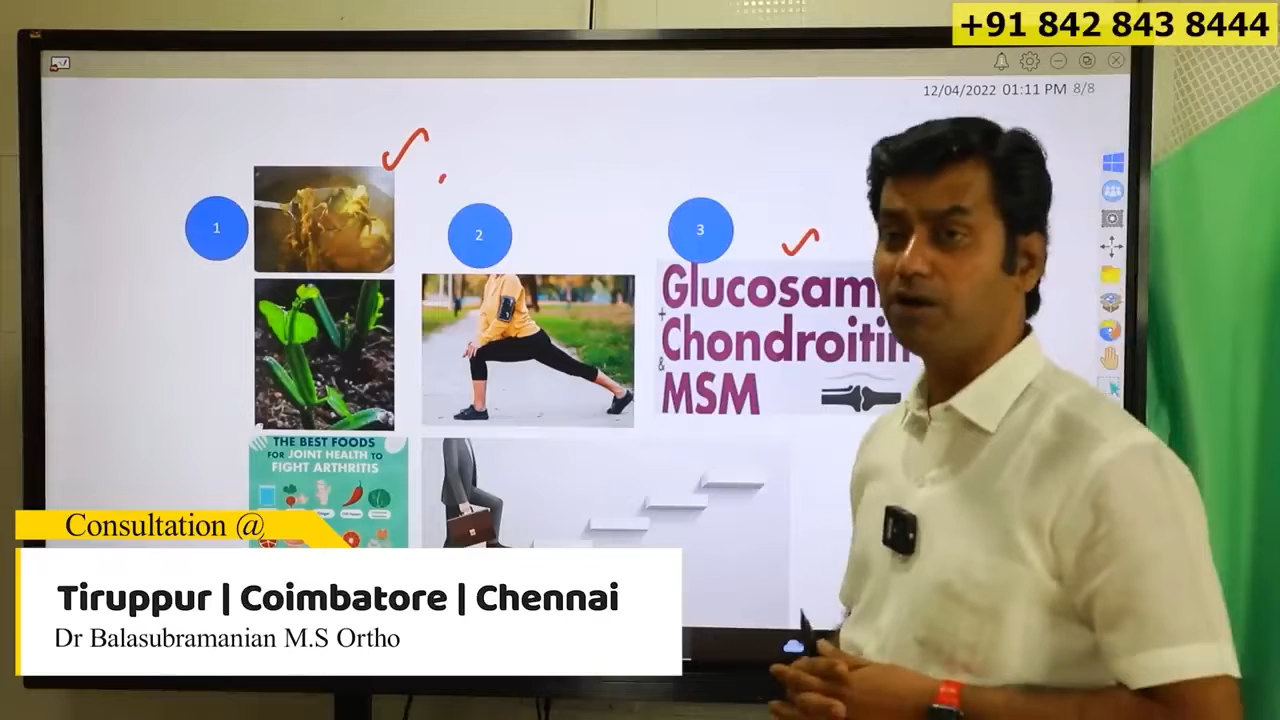 +91 842 843 8444
12/04/2022 01:11 PM 8/8
1
2
3
Glucosam
+
Chondroitin
&
MSM
THE BEST FOODS
FOR JOINT HEALTH TO
FIGHT ARTHRITIS
Consultation @
Tiruppur | Coimbatore | Chennai
Dr Balasubramanian M.S Ortho